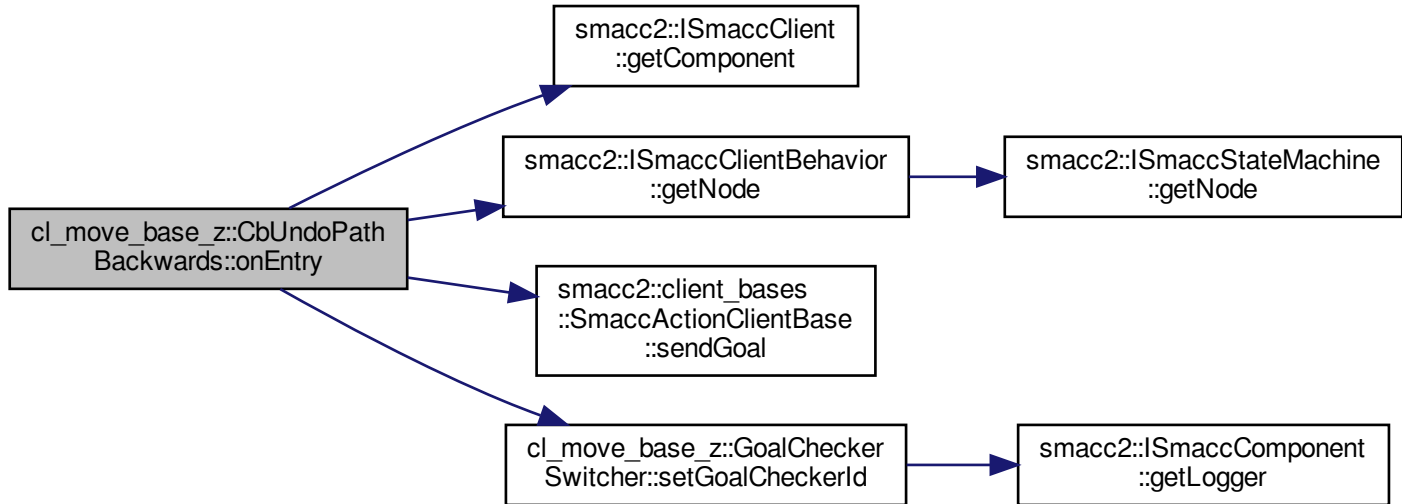 smacc2::ISmaccClient
::getComponent
smacc2::ISmaccClientBehavior
::getNode
smacc2::ISmaccStateMachine
::getNode
cl_move_base_z::CbUndoPath
Backwards::onEntry
smacc2::client_bases
::SmaccActionClientBase
::sendGoal
cl_move_base_z::GoalChecker
Switcher::setGoalCheckerId
smacc2::ISmaccComponent
::getLogger